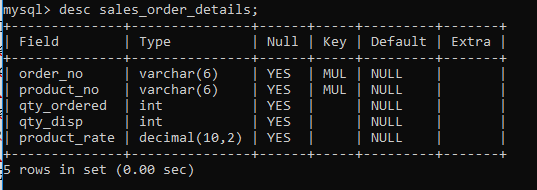 mysql> desc sales_order_details;
+--------------+---------------+------+-----+---------+-------+
| Field        | Type          | Null | Key | Default | Extra |
+--------------+---------------+------+-----+---------+-------+
| order_no     | varchar(6)    | YES  | MUL | NULL    |       |
| product_no   | varchar(6)    | YES  | MUL | NULL    |       |
| qty_ordered  | int           | YES  |     | NULL    |       |
| qty_disp     | int           | YES  |     | NULL    |       |
| product_rate | decimal(10,2) | YES  |     | NULL    |       |
+--------------+---------------+------+-----+---------+-------+
5 rows in set (0.00 sec)